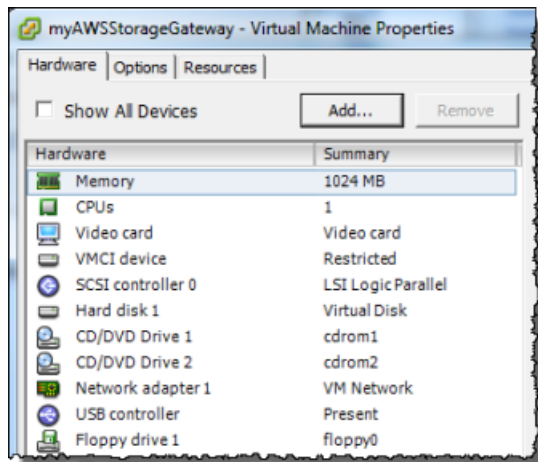 myAWSStorageGateway - Virtual Machine Properties
Hardware Options Resources
Show All Devices Add... Remove
Hardware Summary
Memory 1024 MB
CPUs 1
Video card Video card
VMCI device Restricted
SCSI controller 0 LSI Logic Parallel
Hard disk 1 Virtual Disk
CD/DVD Drive 1 cdrom1
CD/DVD Drive 2 cdrom2
Network adapter 1 VM Network
USB controller Present
Floppy drive 1 floppy0